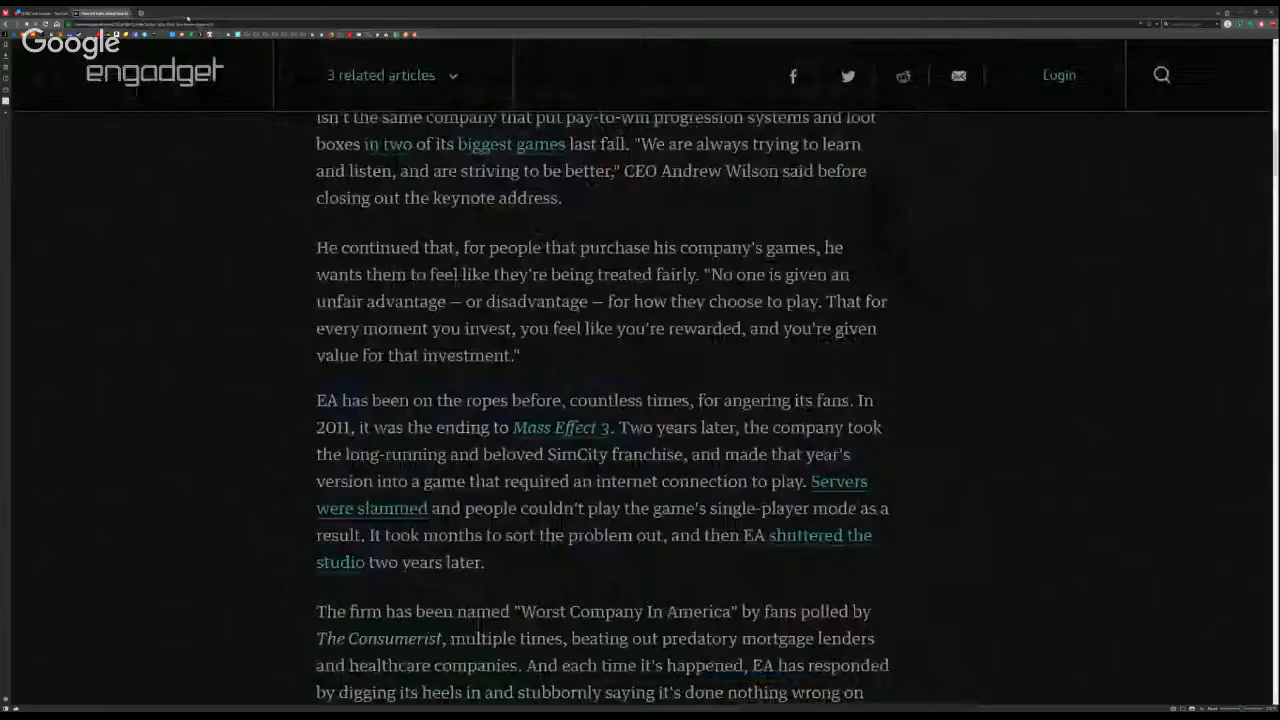 Google
engadget
3 related articles
Login
isn't the same company that put pay-to-win progression systems and loot
boxes in two of its biggest games last fall. "We are always trying to learn
and listen, and are striving to be better," CEO Andrew Wilson said before
closing out the keynote address.
He continued that, for people that purchase his company's games, he
wants them to feel like they're being treated fairly. "No one is given an
unfair advantage — or disadvantage — for how they choose to play. That for
every moment you invest, you feel like you're rewarded, and you're given
value for that investment."
EA has been on the ropes before, countless times, for angering its fans. In
2011, it was the ending to Mass Effect 3. Two years later, the company took
the long-running and beloved SimCity franchise, and made that year's
version into a game that required an internet connection to play. Servers
were slammed and people couldn't play the game's single-player mode as a
result. It took months to sort the problem out, and then EA shuttered the
studio two years later.
The firm has been named "Worst Company In America" by fans polled by
The Consumerist, multiple times, beating out predatory mortgage lenders
and healthcare companies. And each time it's happened, EA has responded
by digging its heels in and stubbornly saying it's done nothing wrong on